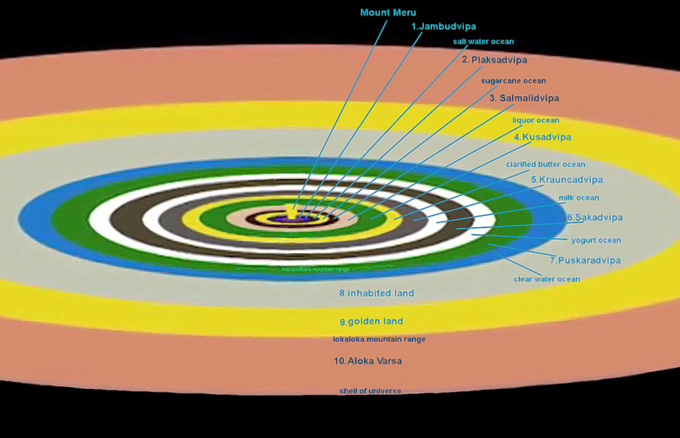 Mount Meru
1.Jambudvipa
salt water ocean
2. Plaksadvipa
sugarcane ocean
3. Salmalidvipa
liquor ocean
4.Kusadvipa
clarified butter ocean
5.Krauncadvipa
milk ocean
6.Sakadvipa
yogurt ocean
7.Puskaradvipa
mountain range
clear water ocean
8.inhabited land
9.golden land
lokaloka mountain range
10.Aloka Varsa
shell of universe